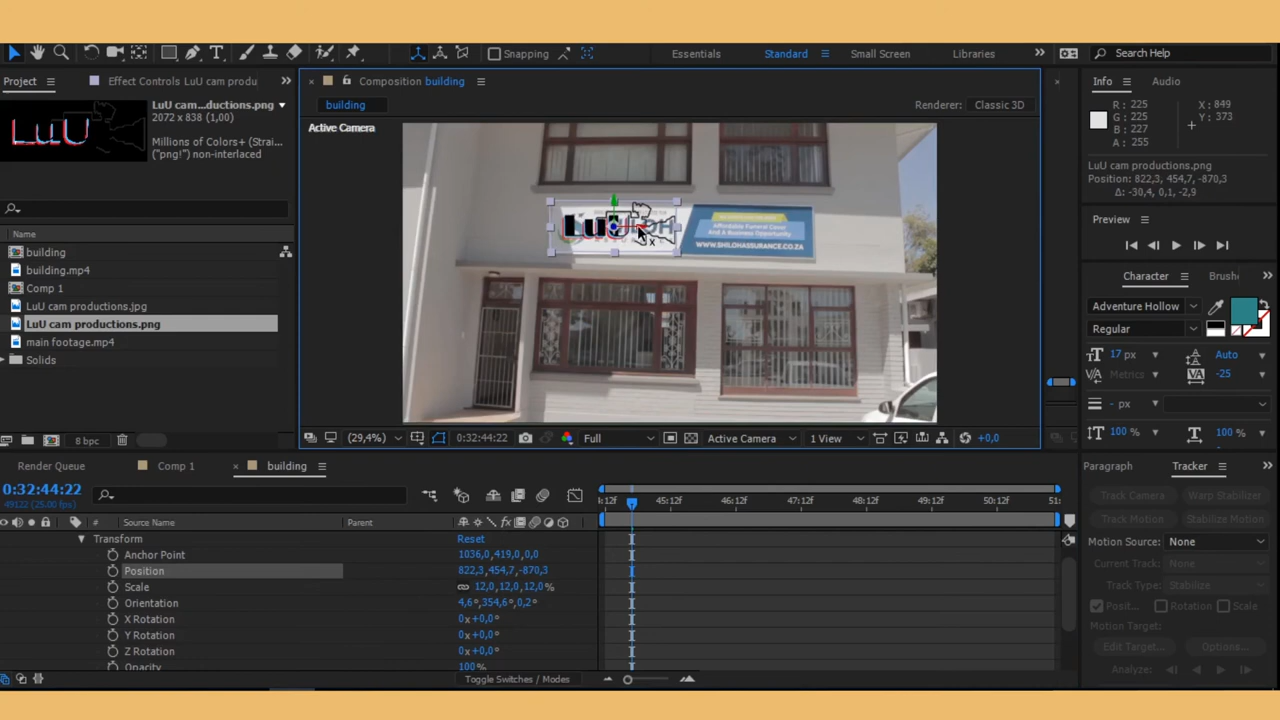 Snapping
Essentials
Standard
Small Screen
Libraries
Search Help
Project
Effect Controls LuU cam produ
LuU cam...ductions.png
2072 x 838 (1,00)
Millions of Colors+ (Strai...
("png!") non-interlaced
LuU
Name
building
building.mp4
Comp 1
LuU cam productions.jpg
LuU cam productions.png
main footage.mp4
Solids
8 bpc
Composition building
building
Renderer:
Classic 3D
Active Camera
LuU
Affordable Funeral Cover
And A Business Opportunity
WWW.SHILOHASSURANCE.CO.ZA
x
(29,4%)
0:32:44:22
Full
Active Camera
1 View
+0,0
Info
Audio
R: 225
G: 225
B: 227
A: 255
X: 849
Y: 373
LuU cam productions.png
Position: 822,3, 454,7, -870,3
Δ: -30,4, 0,1, -2,9
Preview
Character
Brushe
Adventure Hollow
Regular
17 px
Auto
Metrics
-25
- px
100 %
100 %
Render Queue
Comp 1
building
0:32:44:22
49122 (25.00 fps)
#
Source Name
Parent
Transform
Reset
Anchor Point
1036,0,419,0,0,0
Position
822,3,454,7,-870,3
Scale
12,0,12,0,12,0%
Orientation
4,6°,354,6°,0,2°
X Rotation
0x+0,0°
Y Rotation
0x+0,0°
Z Rotation
0x+0,0°
Opacity
100%
Toggle Switches / Modes
45:12f
46:12f
47:12f
48:12f
49:12f
50:12f
51:
Paragraph
Tracker
Track Camera
Warp Stabilizer
Track Motion
Stabilize Motion
Motion Source:
None
Current Track:
None
Track Type:
Stabilize
Posit...
Rotation
Scale
Motion Target:
Edit Target...
Options...
Analyze: